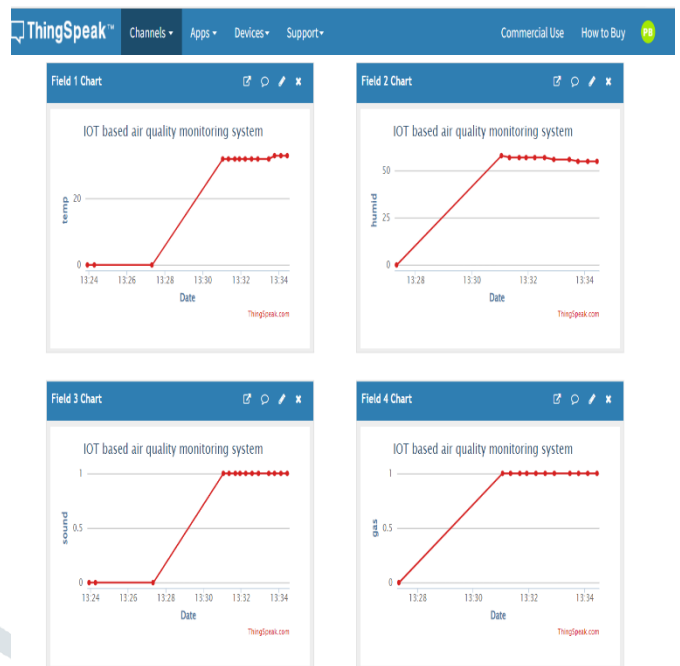 ThingSpeak™ Channels Apps Devices Support Commercial Use How to Buy PB
Field 1 Chart
IOT based air quality monitoring system
temp
20
0
13:24 13:26 13:28 13:30 13:32 13:34
Date
ThingSpeak.com
Field 2 Chart
IOT based air quality monitoring system
humid
50
25
0
13:28 13:30 13:32 13:34
Date
ThingSpeak.com
Field 3 Chart
IOT based air quality monitoring system
sound
1
0.5
0
13:24 13:26 13:28 13:30 13:32 13:34
Date
ThingSpeak.com
Field 4 Chart
IOT based air quality monitoring system
gas
1
0.5
0
13:28 13:30 13:32 13:34
Date
ThingSpeak.com